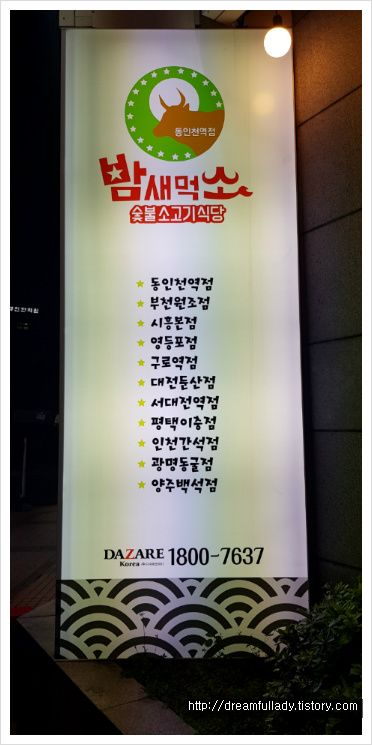 동인천역점
밤새먹소
숯불소고기식당
동인천역점
부천원조점
시흥본점
영등포점
구로역점
대전둔산점
서대전역점
평택이충점
인천간석점
광명동굴점
양주백석점
DAZARE
Korea
1800-7637
http://dreamfullady.tistory.com